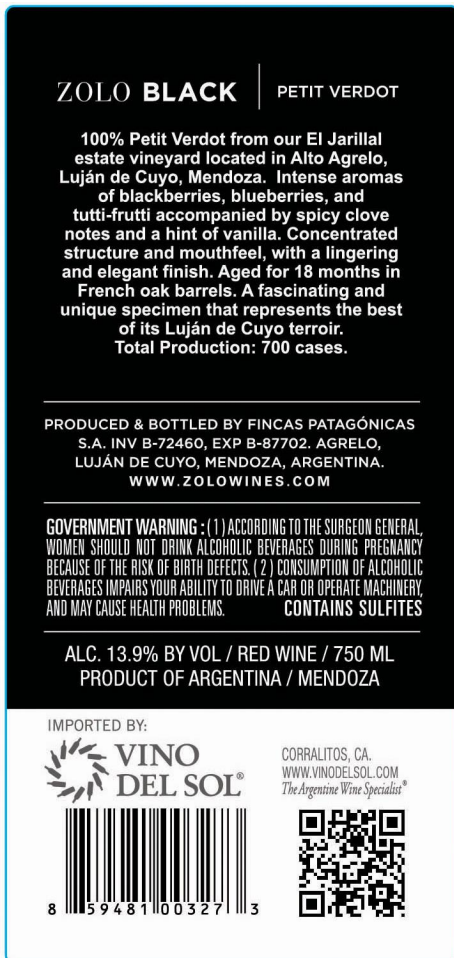 ZOLO BLACK | PETIT VERDOT
100% Petit Verdot from our El Jarillal
estate vineyard located in Alto Agrelo,
Luján de Cuyo, Mendoza. Intense aromas
of blackberries, blueberries, and
tutti-frutti accompanied by spicy clove
notes and a hint of vanilla. Concentrated
structure and mouthfeel, with a lingering
and elegant finish. Aged for 18 months in
French oak barrels. A fascinating and
unique specimen that represents the best
of its Luján de Cuyo terroir.
Total Production: 700 cases.
PRODUCED & BOTTLED BY FINCAS PATAGÓNICAS
S.A. INV B-72460, EXP B-87702. AGRELO,
LUJÁN DE CUYO, MENDOZA, ARGENTINA.
WWW.ZOLOWINES.COM
GOVERNMENT WARNING : ( 1 ) ACCORDING TO THE SURGEON GENERAL,
WOMEN SHOULD NOT DRINK ALCOHOLIC BEVERAGES DURING PREGNANCY
BECAUSE OF THE RISK OF BIRTH DEFECTS. ( 2 ) CONSUMPTION OF ALCOHOLIC
BEVERAGES IMPAIRS YOUR ABILITY TO DRIVE A CAR OR OPERATE MACHINERY,
AND MAY CAUSE HEALTH PROBLEMS. CONTAINS SULFITES
ALC. 13.9% BY VOL / RED WINE / 750 ML
PRODUCT OF ARGENTINA / MENDOZA
IMPORTED BY:
VINO
DEL SOL®
CORRALITOS, CA.
WWW.VINODELSOL.COM
The Argentine Wine Specialist®
8 59481 00327 3